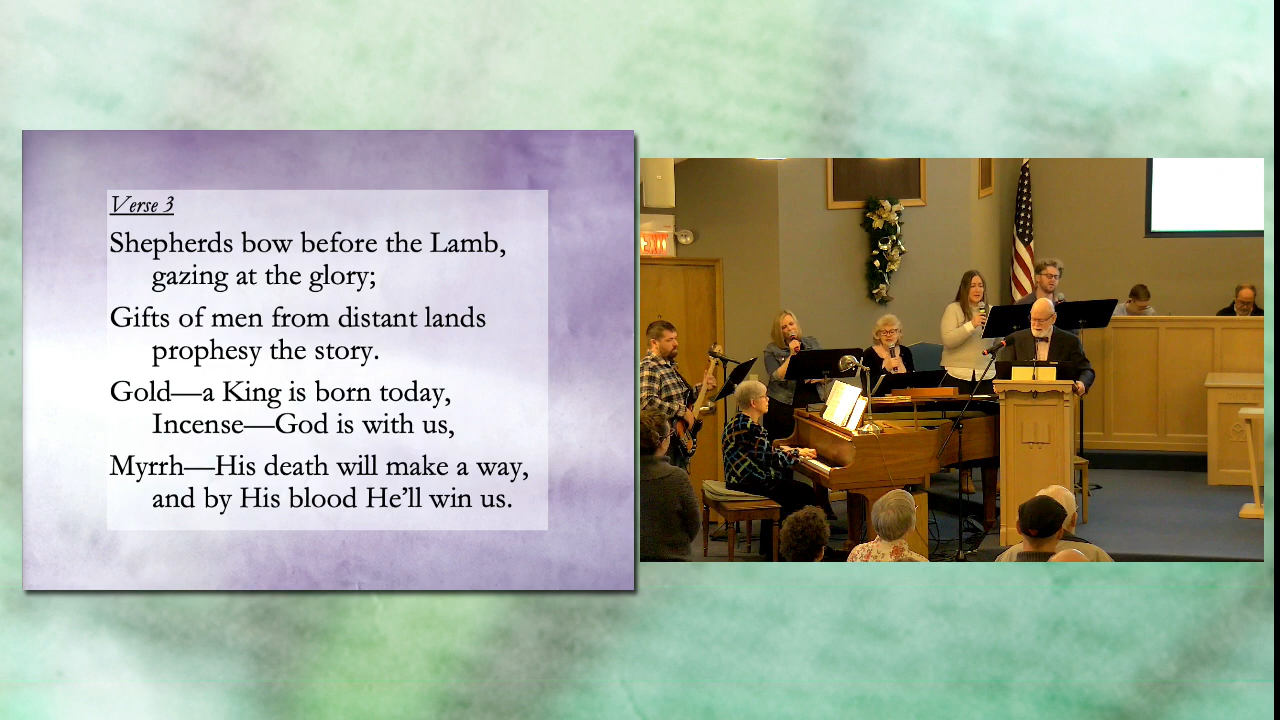 Verse 3
Shepherds bow before the Lamb,
gazing at the glory;
Gifts of men from distant lands
prophesy the story.
Gold—a King is born today,
Incense—God is with us,
Myrrh—His death will make a way,
and by His blood He’ll win us.
EXIT